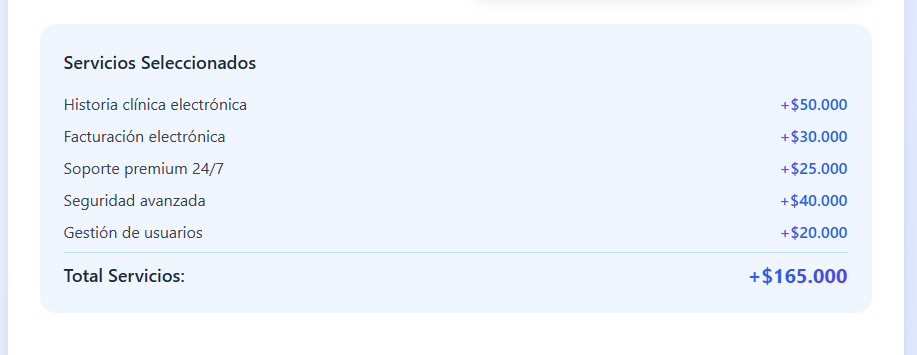 Servicios Seleccionados
Historia clínica electrónica +$50.000
Facturación electrónica +$30.000
Soporte premium 24/7 +$25.000
Seguridad avanzada +$40.000
Gestión de usuarios +$20.000
Total Servicios: +$165.000